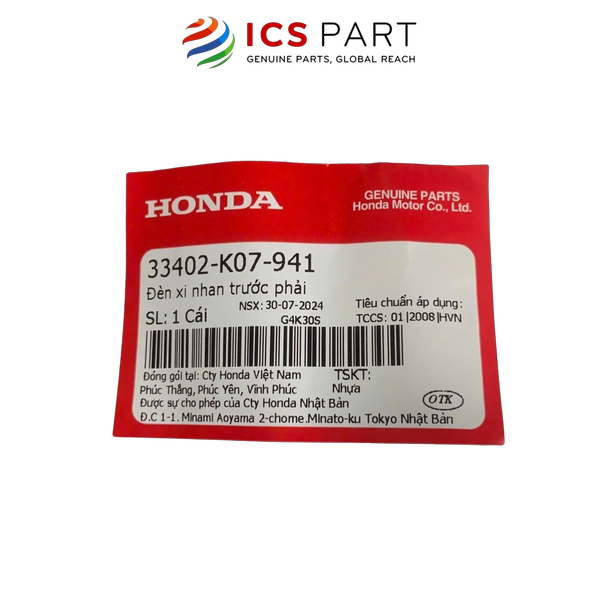 ICS PART
GENUINE PARTS, GLOBAL REACH
HONDA
GENUINE PARTS
Honda Motor Co., Ltd.
33402-K07-941
Đèn xi nhan trước phải
NSX: 30-07-2024
Tiêu chuẩn áp dụng:
SL: 1 Cái
G4K30S
TCCS: 01|2008|HVN
Đóng gói tại: Cty Honda Việt Nam
TSKT:
Phúc Thắng, Phúc Yên, Vĩnh Phúc
Nhựa
Được sự cho phép của Cty Honda Nhật Bản
OTK
Đ.C 1-1. Minami Aoyama 2-chome.Minato-ku Tokyo Nhật Bản